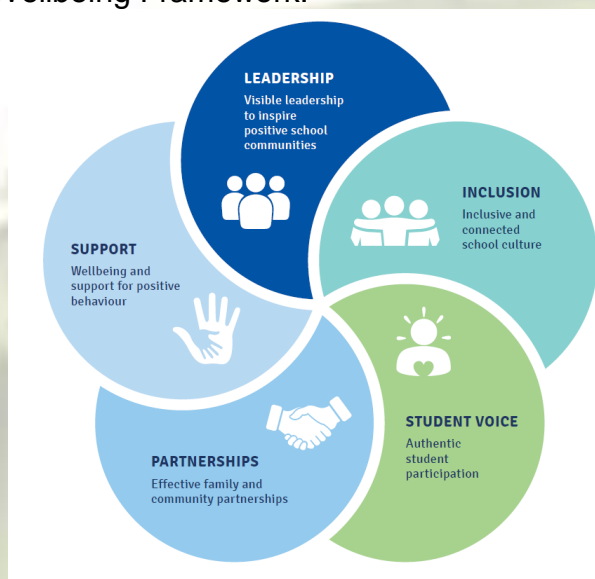 Framework.
LEADERSHIP
Visible leadership
to inspire
positive school
communities
INCLUSION
Inclusive and
connected
school culture
SUPPORT
Wellbeing and
support for positive
behaviour
STUDENT VOICE
Authentic
student
participation
PARTNERSHIPS
Effective family and
community partnerships